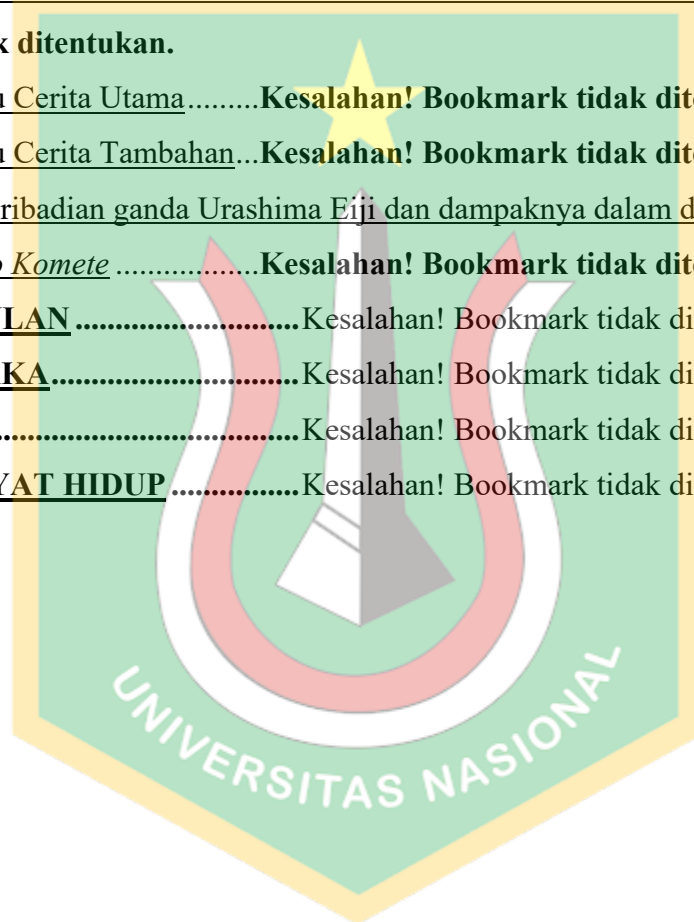 k ditentukan.
u Cerita Utama.........Kesalahan! Bookmark tidak dit
u Cerita Tambahan...Kesalahan! Bookmark tidak dit
ribadian ganda Urashima Eiji dan dampaknya dalam d
o Komete .................Kesalahan! Bookmark tidak dit
ULAN...........................Kesalahan! Bookmark tidak di
KA..............................Kesalahan! Bookmark tidak di
.....................................Kesalahan! Bookmark tidak di
YAT HIDUP ...............Kesalahan! Bookmark tidak di
UNIVERSITAS NASIONAL